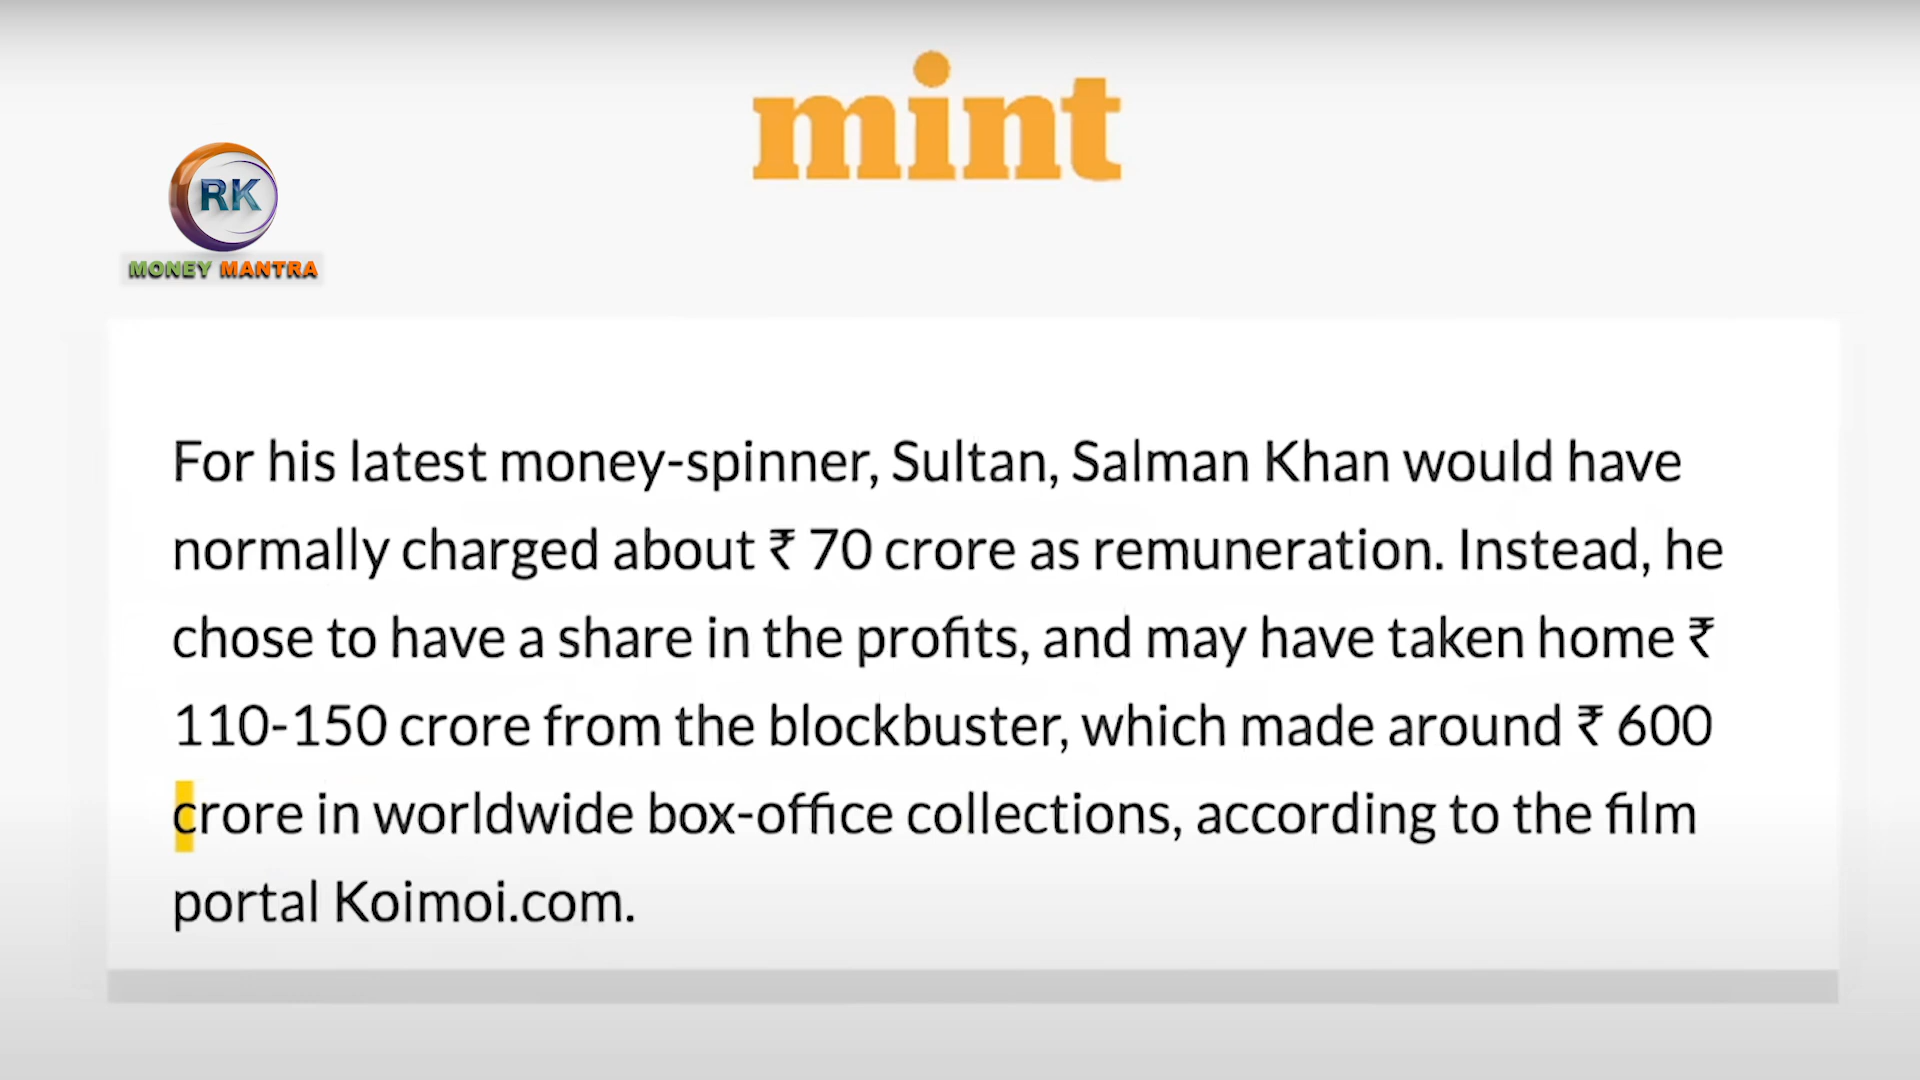 mint
RK
MONEY MANTRA
For his latest money-spinner, Sultan, Salman Khan would have
normally charged about ₹ 70 crore as remuneration. Instead, he
chose to have a share in the profits, and may have taken home ₹
110-150 crore from the blockbuster, which made around ₹ 600
crore in worldwide box-office collections, according to the film
portal Koimoi.com.